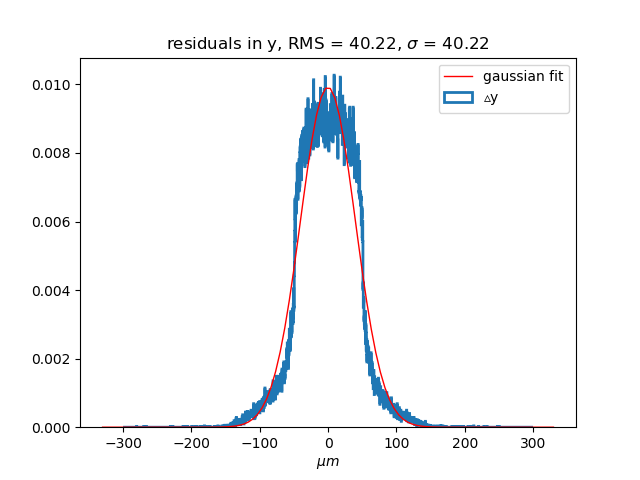 residuals in y, RMS = 40.22, σ = 40.22
gaussian fit
▵y
0.010
0.008
0.006
0.004
0.002
0.000
−300 −200 −100 0 100 200 300
μm